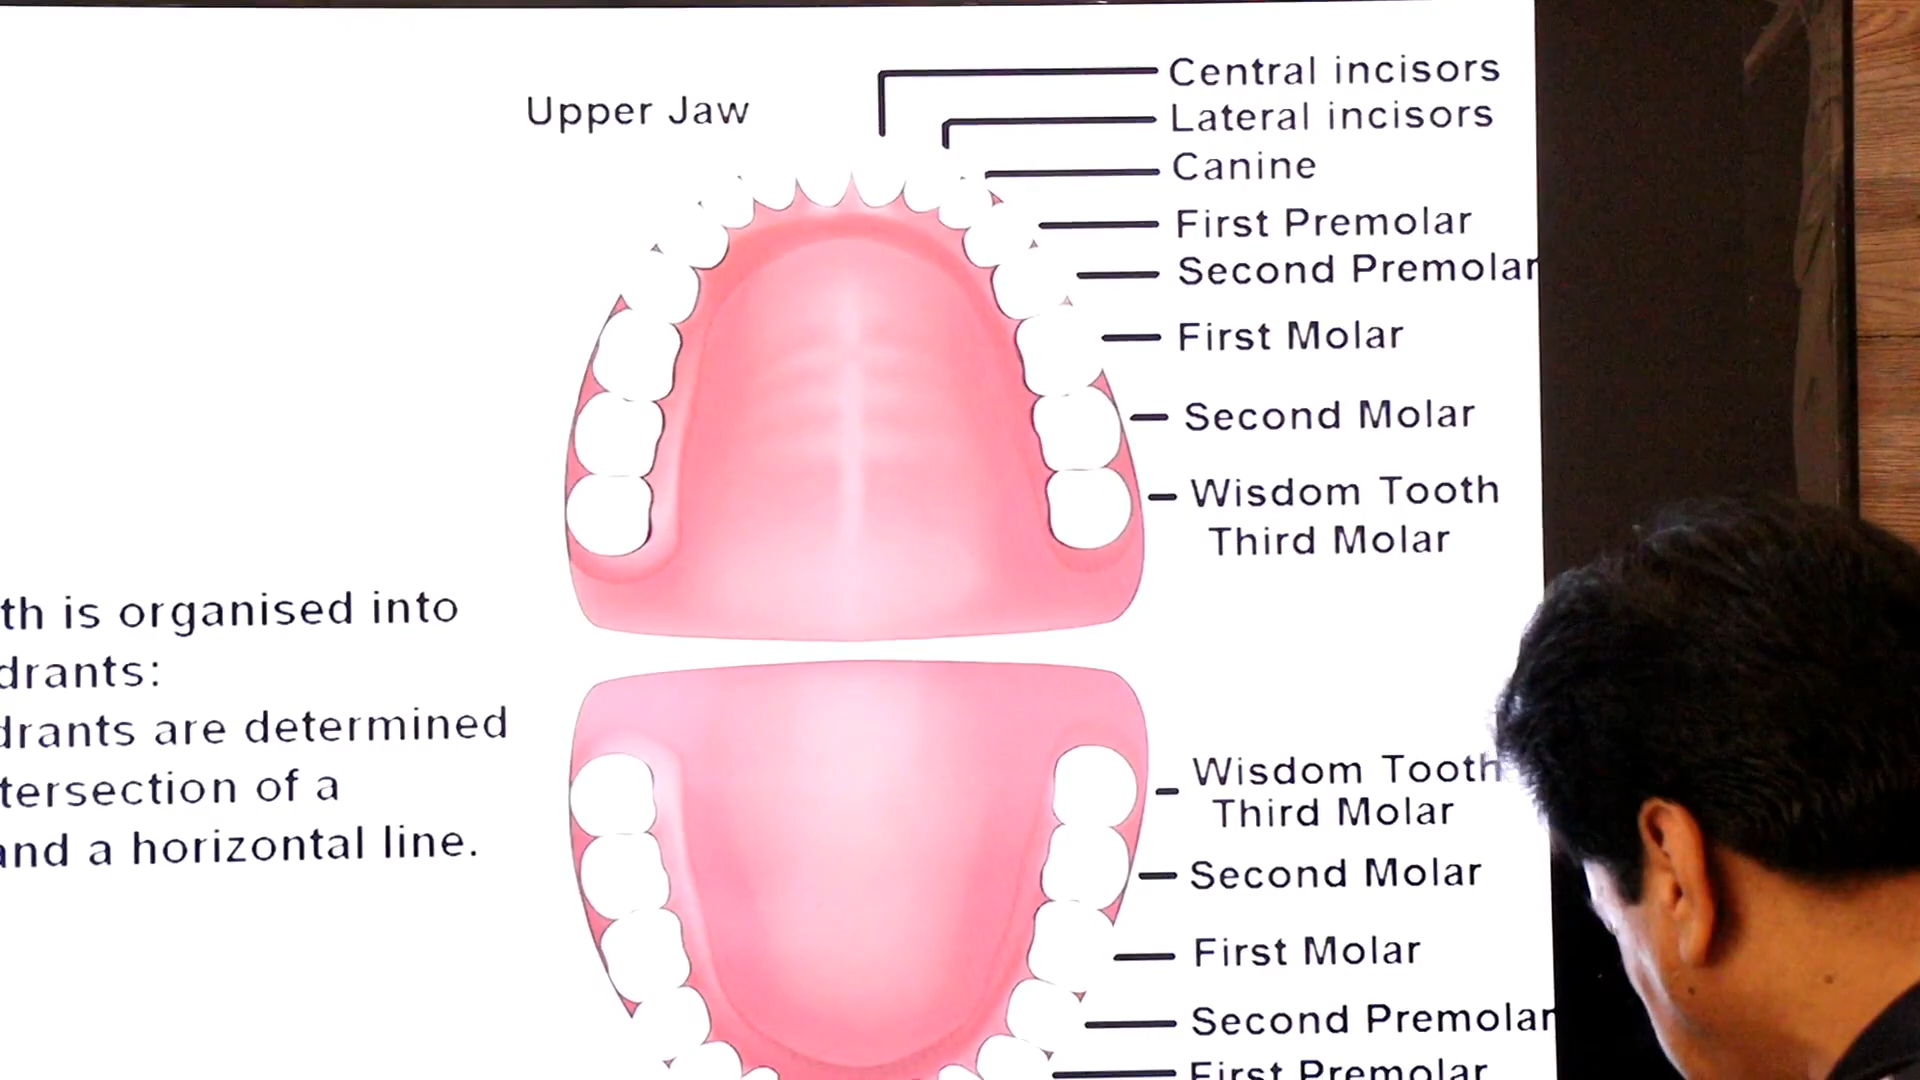 Central incisors
Upper Jaw
Lateral incisors
Canine
First Premolar
Second Premolar
First Molar
Second Molar
Wisdom Tooth
Third Molar
th is organised into
drants:
drants are determined
tersection of a
and a horizontal line.
Wisdom Tooth
Third Molar
Second Molar
First Molar
Second Premolar
First Premolar